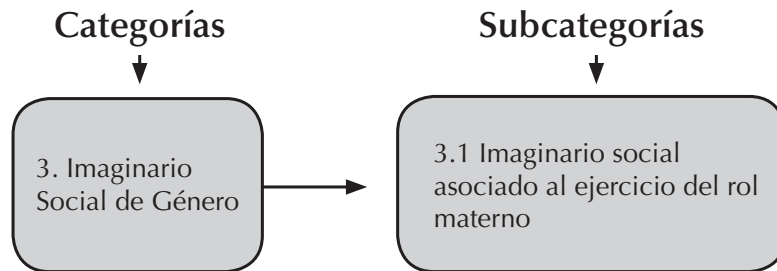 Categorías
Subcategorías
3. Imaginario
Social de Género
3.1 Imaginario social
asociado al ejercicio del rol
materno